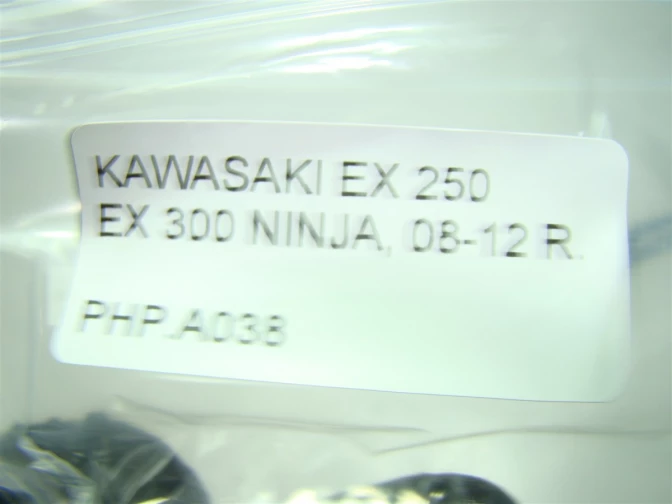 KAWASAKI EX 250
EX 300 NINJA, 08-12 R.
PHP.A038